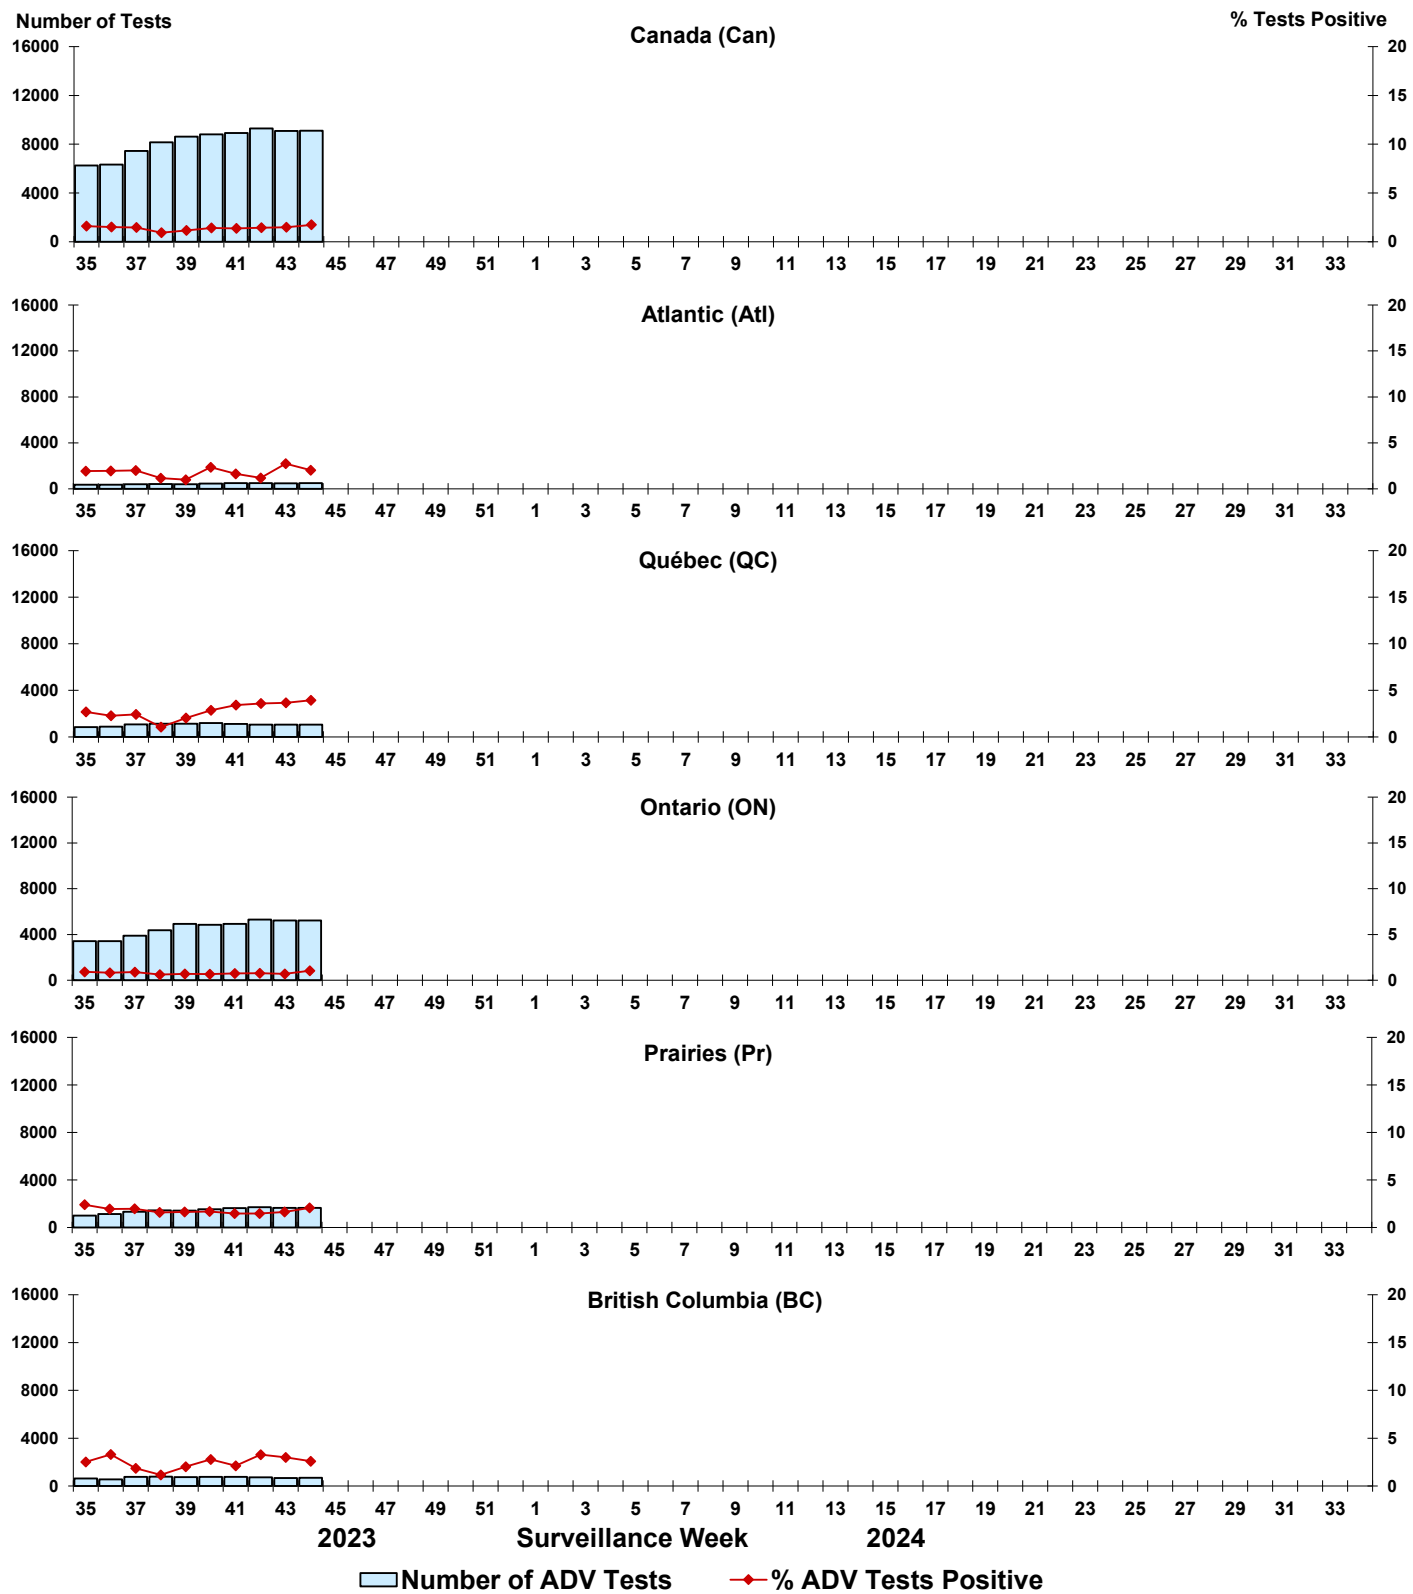 Number of Tests
% Tests Positive
Canada (Can)
16000 20
12000 15
8000 10
4000 5
0 0
35 37 39 41 43 45 47 49 51 1 3 5 7 9 11 13 15 17 19 21 23 25 27 29 31 33
Atlantic (Atl)
16000 20
12000 15
8000 10
4000 5
0 0
35 37 39 41 43 45 47 49 51 1 3 5 7 9 11 13 15 17 19 21 23 25 27 29 31 33
Québec (QC)
16000 20
12000 15
8000 10
4000 5
0 0
35 37 39 41 43 45 47 49 51 1 3 5 7 9 11 13 15 17 19 21 23 25 27 29 31 33
Ontario (ON)
16000 20
12000 15
8000 10
4000 5
0 0
35 37 39 41 43 45 47 49 51 1 3 5 7 9 11 13 15 17 19 21 23 25 27 29 31 33
Prairies (Pr)
16000 20
12000 15
8000 10
4000 5
0 0
35 37 39 41 43 45 47 49 51 1 3 5 7 9 11 13 15 17 19 21 23 25 27 29 31 33
British Columbia (BC)
16000 20
12000 15
8000 10
4000 5
0 0
35 37 39 41 43 45 47 49 51 1 3 5 7 9 11 13 15 17 19 21 23 25 27 29 31 33
2023 Surveillance Week 2024
Number of ADV Tests % ADV Tests Positive